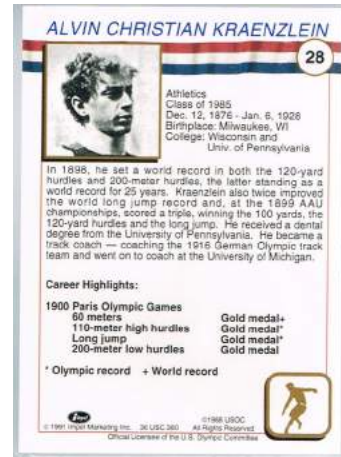 ALVIN CHRISTIAN KRAENZLEIN
28
Athletics
Class of 1985
Dec. 12, 1876 - Jan. 6, 1928
Birthplace: Milwaukee, WI
College: Wisconsin and
Univ. of Pennsylvania
In 1898, he set a world record in both the 120-yard
hurdles and 200-meter hurdles, the latter standing as a
world record for 25 years. Kraenzlein also twice improved
the world long jump record and, at the 1899 AAU
championships, scored a triple, winning the 100 yards, the
120-yard hurdles and the long jump. He received a dental
degree from the University of Pennsylvania. He became a
track coach — coaching the 1916 German Olympic track
team and went on to coach at the University of Michigan.
Career Highlights:
1900 Paris Olympic Games
60 meters Gold medal+
110-meter high hurdles Gold medal*
Long jump Gold medal*
200-meter low hurdles Gold medal
* Olympic record + World record
Impel
© 1991 Impel Marketing Inc. 36 USC 380
©1988 USOC
All Rights Reserved
Official Licensee of the U.S. Olympic Committee